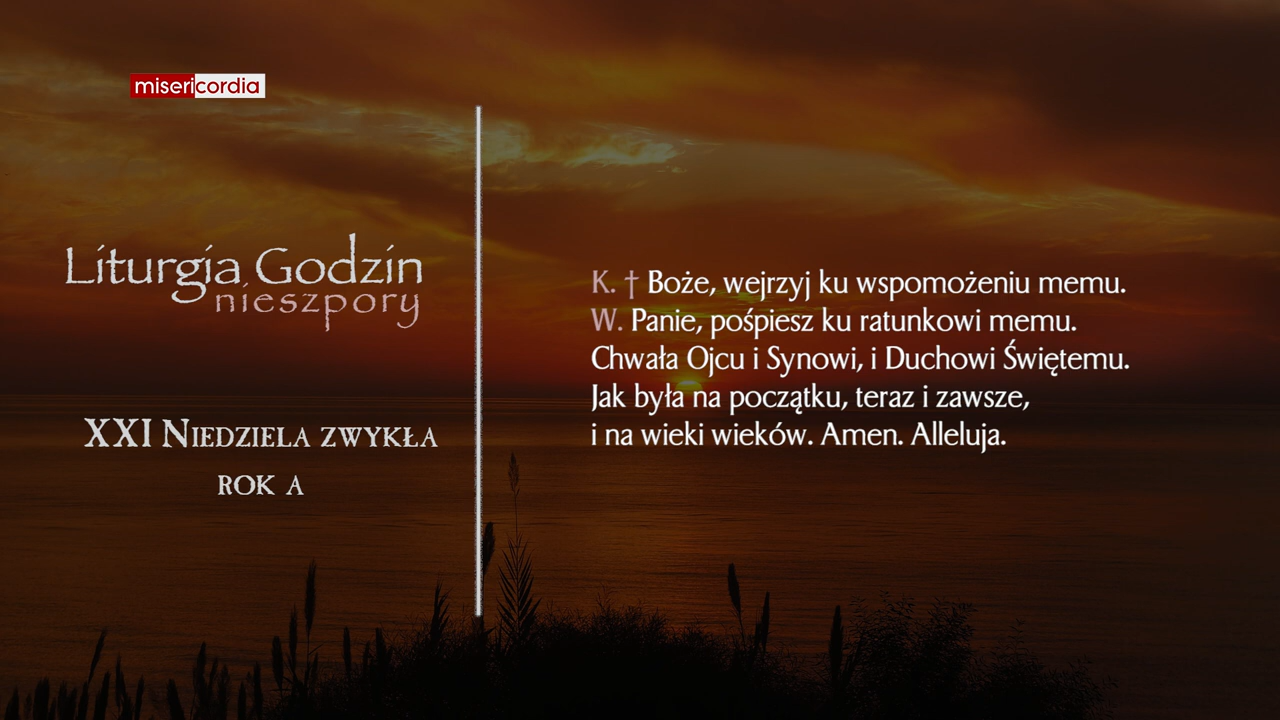 misericordia
Liturgia Godzin
nieszpory
XXI Niedziela zwykła
rok A
K. † Boże, wejrzyj ku wspomożeniu memu.
W. Panie, pośpiesz ku ratunkowi memu.
Chwała Ojcu i Synowi, i Duchowi Świętemu.
Jak była na początku, teraz i zawsze,
i na wieki wieków. Amen. Alleluja.